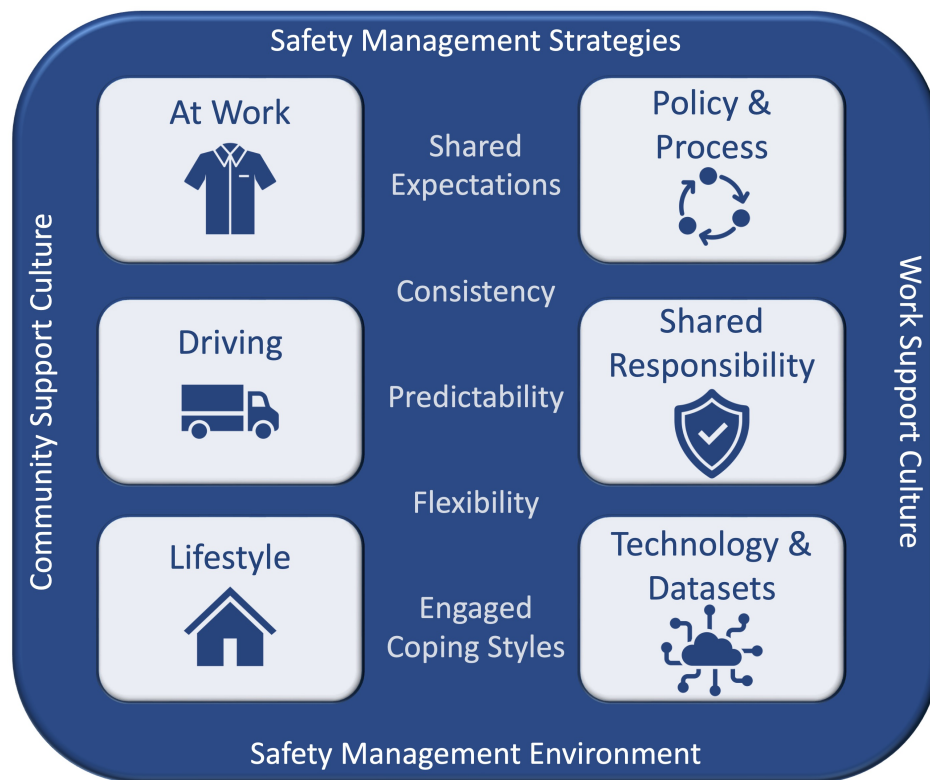 Safety Management Strategies
At Work
Policy &
Process
Shared
Expectations
Community Support Culture
Work Support Culture
Consistency
Driving
Shared
Responsibility
Predictability
Flexibility
Lifestyle
Technology &
Datasets
Engaged
Coping Styles
Safety Management Environment